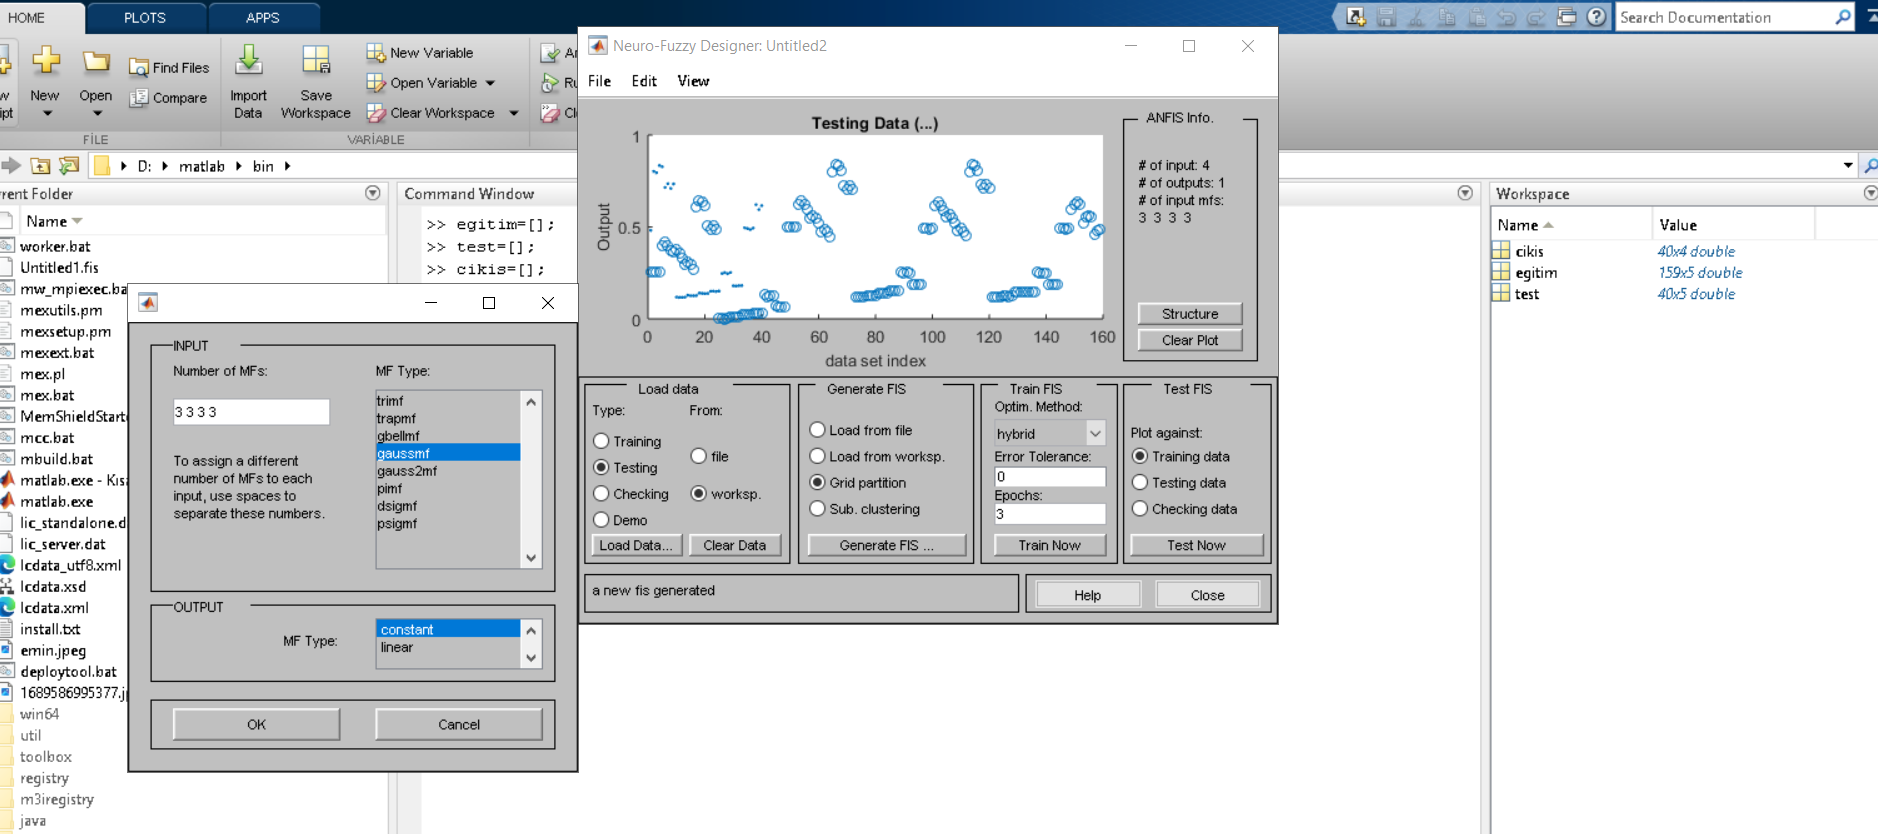 HOME
PLOTS
APPS
Search Documentation
New
Open
Find Files
Compare
Import
Data
Save
Workspace
New Variable
Open Variable
Clear Workspace
FİLE
VARİABLE
D:
matlab
bin
Folder
Name
worker.bat
Untitled1.fis
mexutils.pm
mexsetup.pm
mexext.bat
mex.pl
mex.bat
mcc.bat
mbuild.bat
matlab.exe
lic_server.dat
lcdata_utf8.xml
lcdata.xsd
lcdata.xml
install.txt
emin.jpeg
deploytool.bat
win64
util
toolbox
registry
m3iregistry
java
Command Window
>> egitim=[];
>> test=[];
>> cikis=[];
INPUT
Number of MFs:
3 3 3 3
To assign a different
number of MFs to each
input, use spaces to
separate these numbers.
MF Type:
trimf
trapmf
gbellmf
gaussmf
gauss2mf
pimf
dsigmf
psigmf
OUTPUT
MF Type:
constant
linear
OK
Cancel
Neuro-Fuzzy Designer: Untitled2
File
Edit
View
Testing Data (...)
1
0.5
0
Output
0 20 40 60 80 100 120 140 160
data set index
ANFIS Info.
# of input: 4
# of outputs: 1
# of input mfs:
3 3 3 3
Structure
Clear Plot
Load data
Type:
From:
Training
Testing
Checking
Demo
file
worksp.
Load Data...
Clear Data
Generate FIS
Load from file
Load from worksp.
Grid partition
Sub. clustering
Generate FIS ...
Train FIS
Optim. Method:
hybrid
Error Tolerance:
0
Epochs:
3
Train Now
Test FIS
Plot against:
Training data
Testing data
Checking data
Test Now
a new fis generated
Help
Close
Workspace
Name
Value
cikis 40x4 double
egitim 159x5 double
test 40x5 double